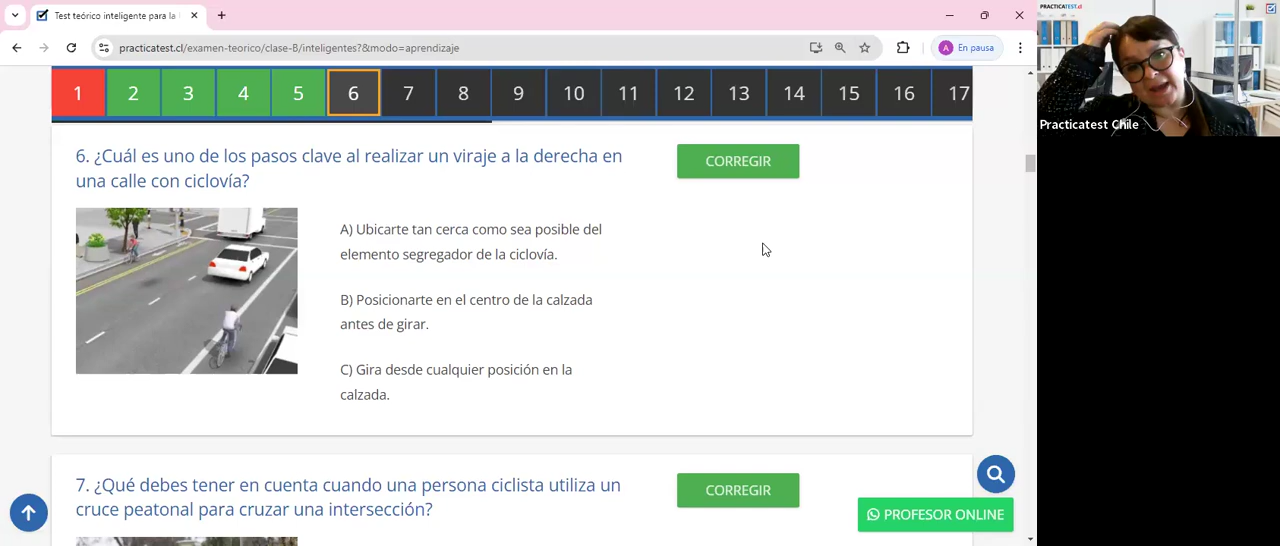 Test teórico inteligente para la
practicatest.cl/examen-teorico/clase-B/inteligentes?&modo=aprendizaje
A
En pausa
1 2 3 4 5 6 7 8 9 10 11 12 13 14 15 16 17
6. ¿Cuál es uno de los pasos clave al realizar un viraje a la derecha en
una calle con ciclovía?
CORREGIR
A) Ubicarte tan cerca como sea posible del
elemento segregador de la ciclovía.
B) Posicionarte en el centro de la calzada
antes de girar.
C) Gira desde cualquier posición en la
calzada.
7. ¿Qué debes tener en cuenta cuando una persona ciclista utiliza un
cruce peatonal para cruzar una intersección?
CORREGIR
PROFESOR ONLINE
PRACTICATEST.cl
Practicatest Chile